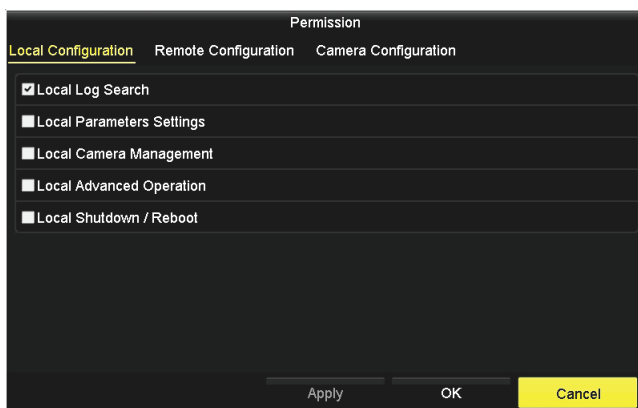 Permission
Local Configuration Remote Configuration Camera Configuration
Local Log Search
Local Parameters Settings
Local Camera Management
Local Advanced Operation
Local Shutdown / Reboot
Apply OK Cancel